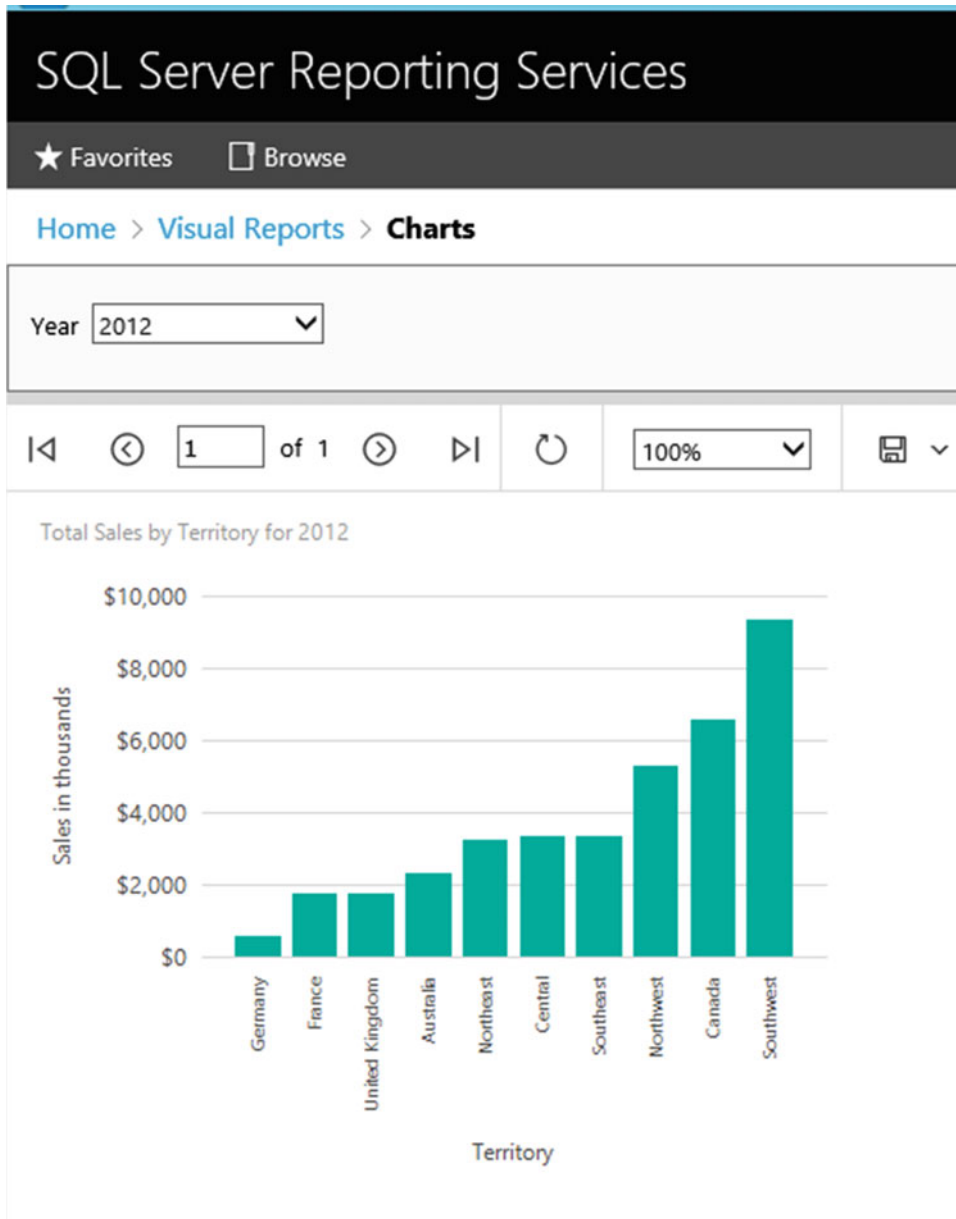 SQL Server Reporting Services
Favorites Browse
Home > Visual Reports > Charts
Year 2012
1 of 1 100%
Total Sales by Territory for 2012
Sales in thousands
$10,000
$8,000
$6,000
$4,000
$2,000
$0
Germany
France
United Kingdom
Australia
Northeast
Central
Southeast
Northwest
Canada
Southwest
Territory